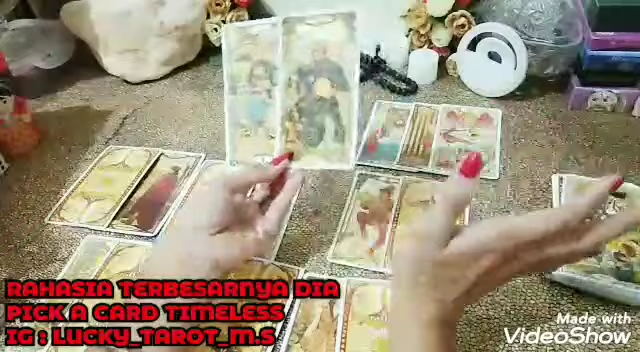 RAHASIA TERBESARNYA DIA
PICK A CARD TIMELESS
IG : LUCKY_TAROT_M.S
Made with
VideoShow